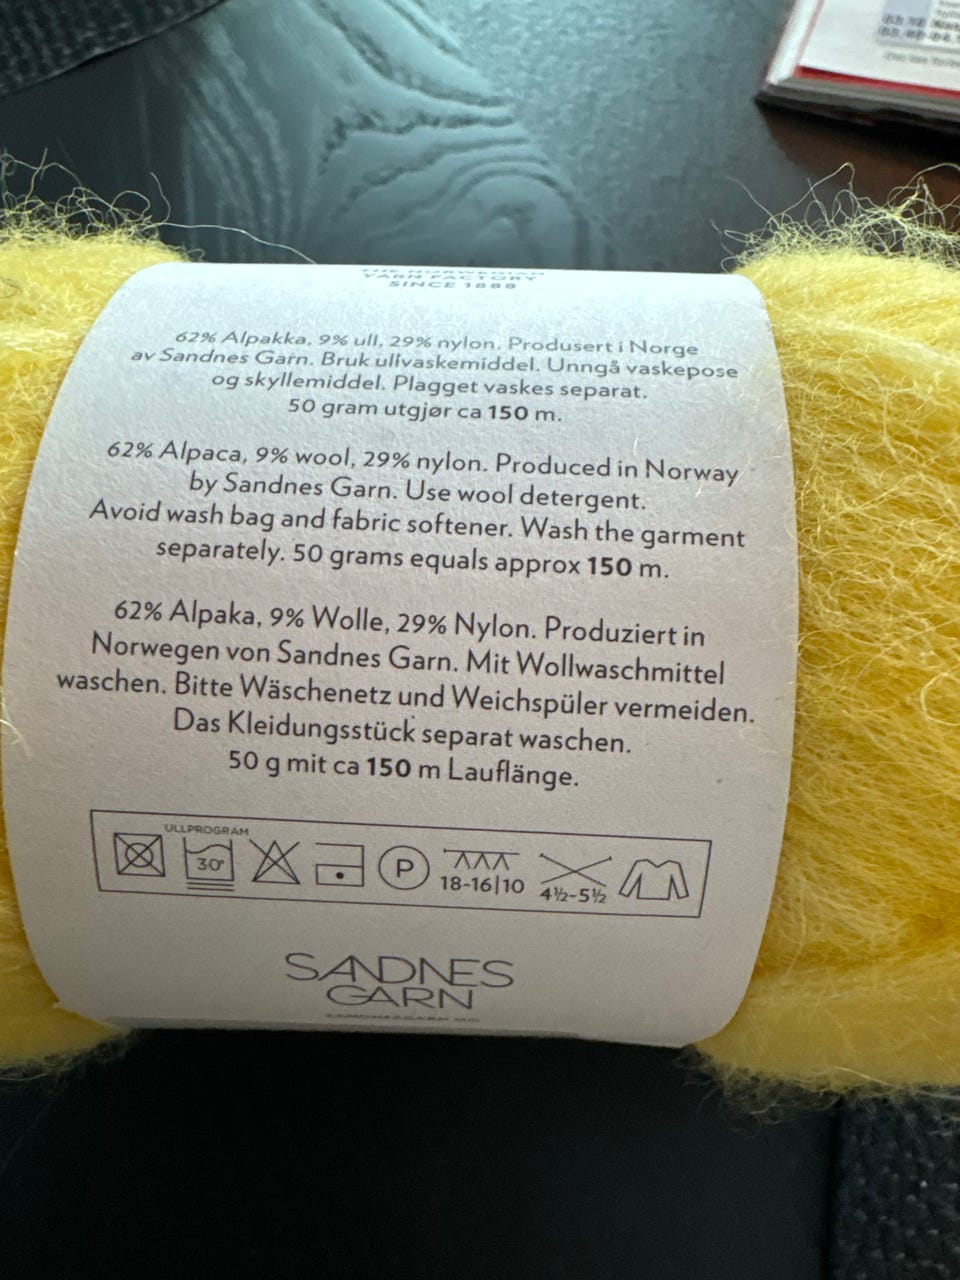 THE NORWEGIAN
YARN FACTORY
SINCE 1888
62% Alpakka, 9% ull, 29% nylon. Produsert i Norge
av Sandnes Garn. Bruk ullvaskemiddel. Unngå vaskepose
og skyllemiddel. Plagget vaskes separat.
50 gram utgjør ca 150 m.
62% Alpaca, 9% wool, 29% nylon. Produced in Norway
by Sandnes Garn. Use wool detergent.
Avoid wash bag and fabric softener. Wash the garment
separately. 50 grams equals approx 150 m.
62% Alpaka, 9% Wolle, 29% Nylon. Produziert in
Norwegen von Sandnes Garn. Mit Wollwaschmittel
waschen. Bitte Wäschenetz und Weichspüler vermeiden.
Das Kleidungsstück separat waschen.
50 g mit ca 150 m Lauflänge.
ULLPROGRAM
30° P 18-16|10 4½-5½
SANDNES
GARN